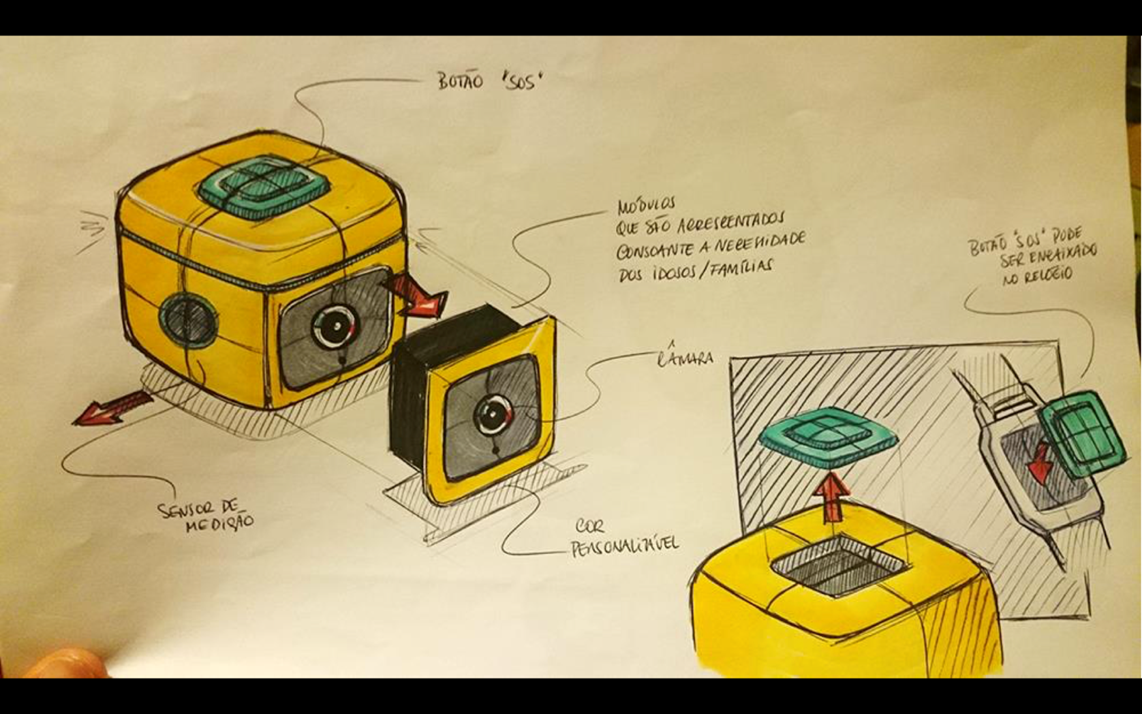 BOTÃO "SOS"
MÓDULOS
QUE SÃO ACRESCENTADOS
CONSOANTE A NECESSIDADE
DOS IDOSOS/FAMÍLIAS
BOTÃO "SOS" PODE
SER ENCAIXADO
NO RELÓGIO
CÂMARA
SENSOR DE
MEDIÇÃO
COR
PERSONALIZÁVEL